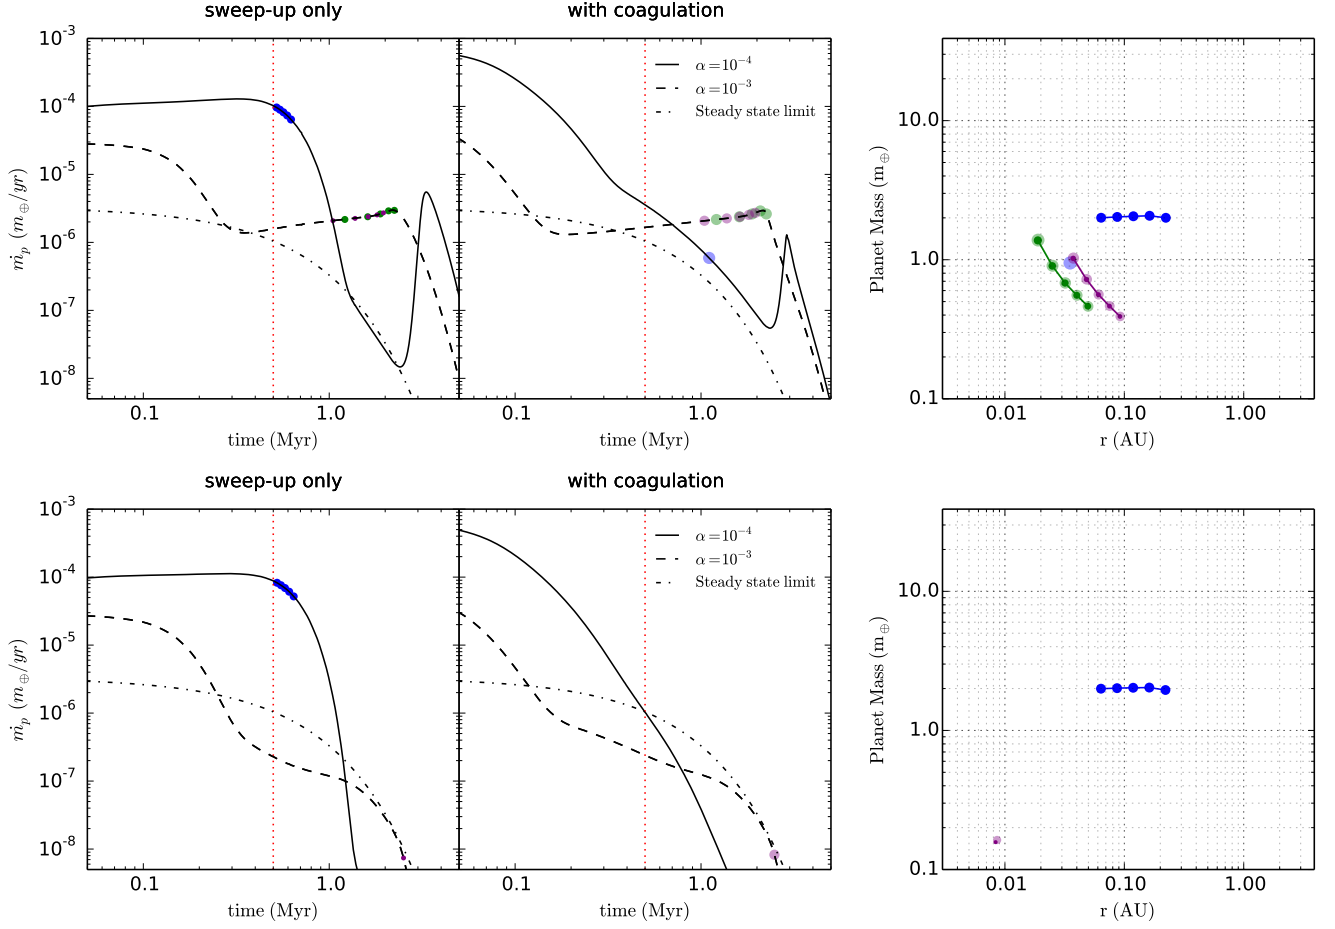 sweep-up only
with coagulation
10⁻³
10⁻⁴
10⁻⁵
10⁻⁶
10⁻⁷
10⁻⁸
ṁₚ (m⊕/yr)
α=10⁻⁴
α=10⁻³
Steady state limit
0.1
1.0
0.1
1.0
time (Myr)
time (Myr)
10.0
1.0
0.1
Planet Mass (m⊕)
0.01
0.10
1.00
r (AU)
sweep-up only
with coagulation
10⁻³
10⁻⁴
10⁻⁵
10⁻⁶
10⁻⁷
10⁻⁸
ṁₚ (m⊕/yr)
α=10⁻⁴
α=10⁻³
Steady state limit
0.1
1.0
0.1
1.0
time (Myr)
time (Myr)
10.0
1.0
0.1
Planet Mass (m⊕)
0.01
0.10
1.00
r (AU)